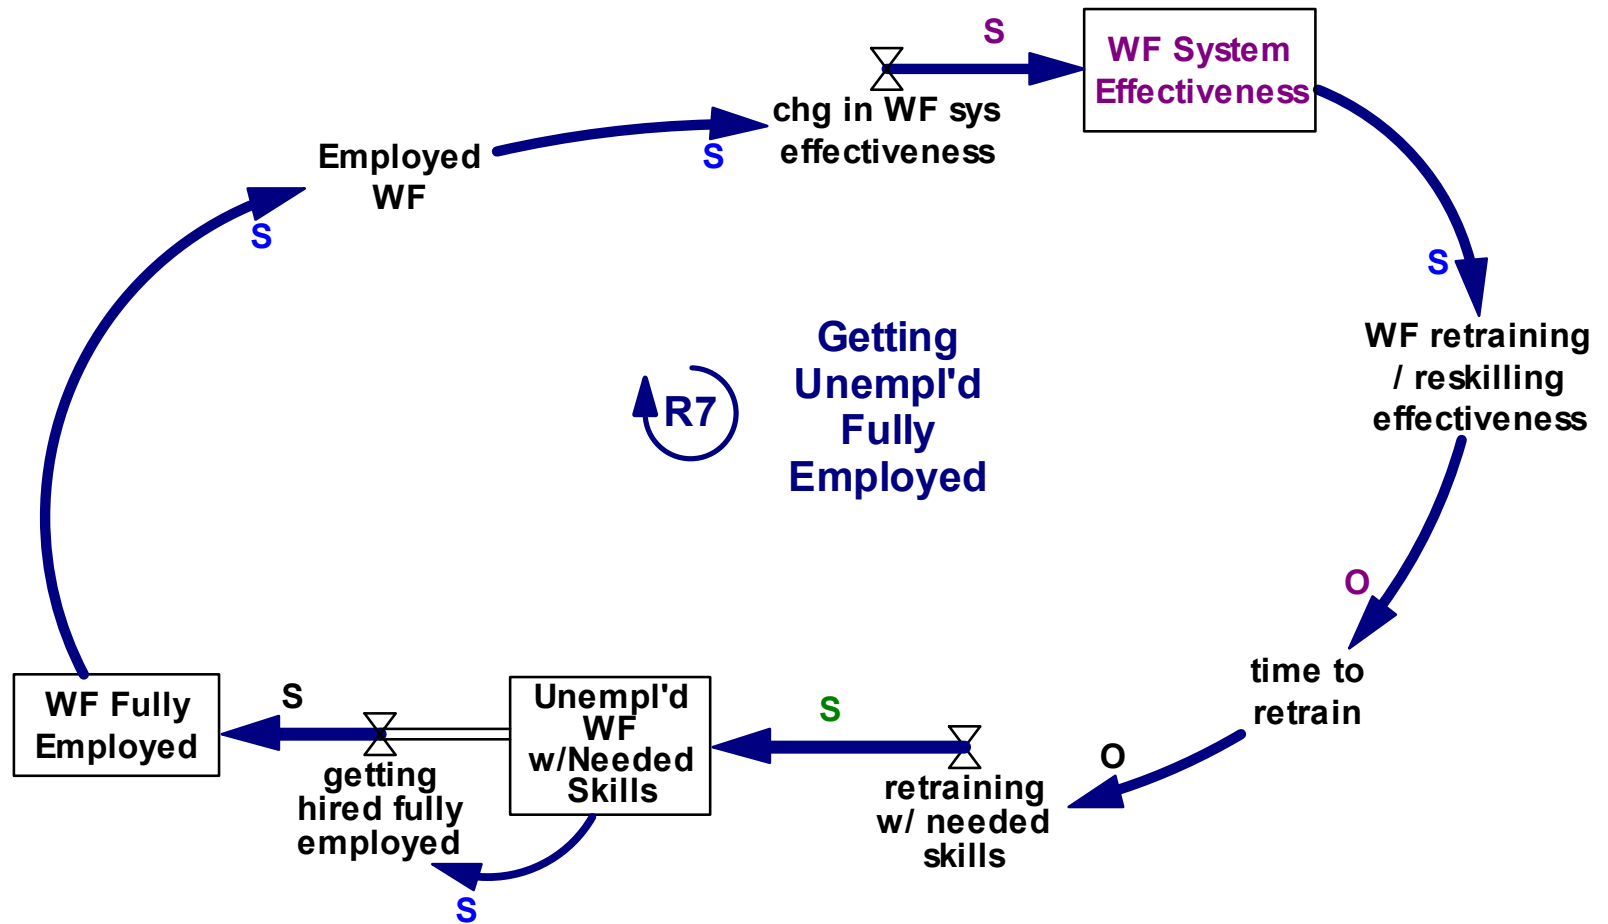 S
WF System
Effectiveness
chg in WF sys
effectiveness
S
Employed
WF
S
S
WF retraining
/ reskilling
effectiveness
Getting
Unempl'd
Fully
Employed
R7
O
time to
retrain
O
S
retraining
w/ needed
skills
Unempl'd
WF
w/Needed
Skills
S
WF Fully
Employed
getting
hired fully
employed
S